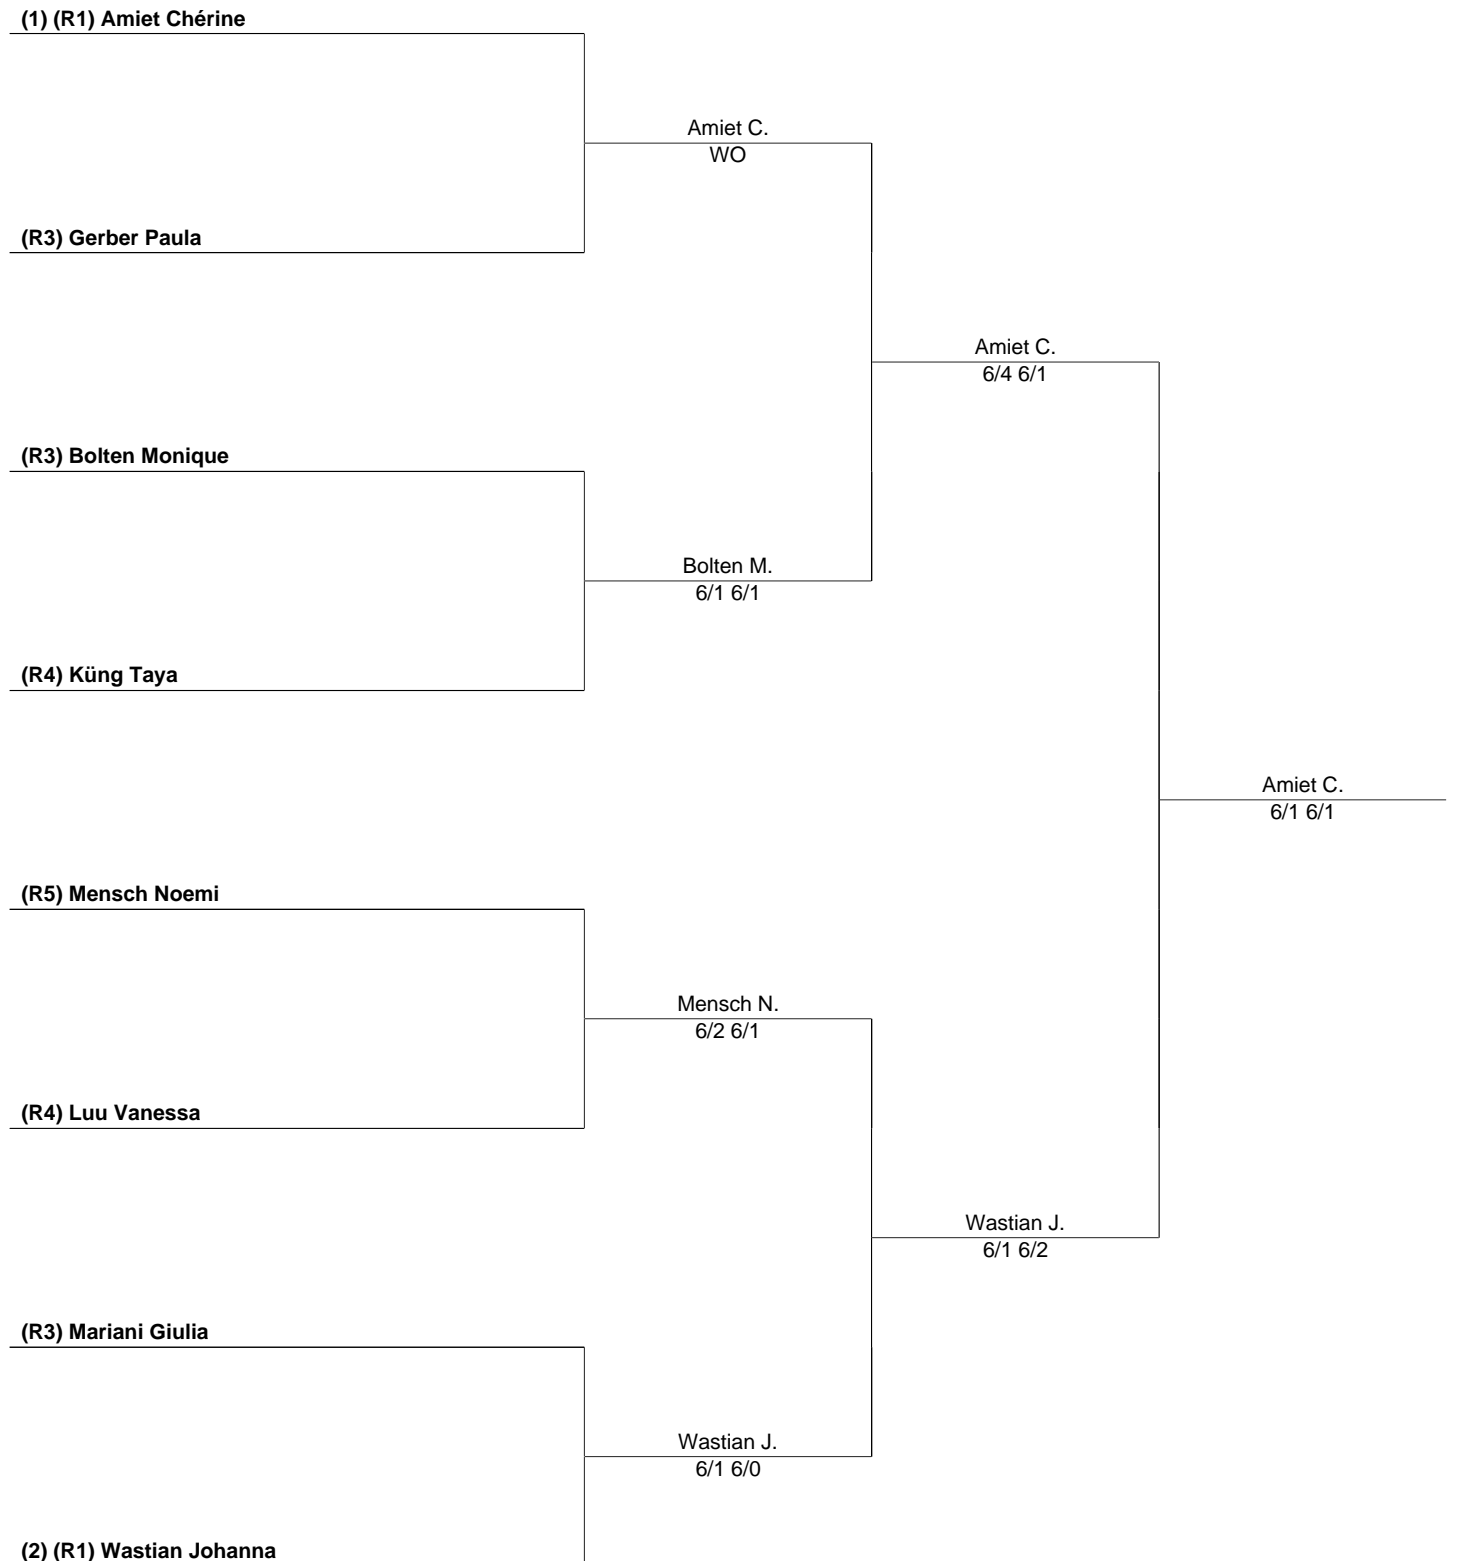 (1) (R1) Amiet Chérine
Amiet C.
WO
(R3) Gerber Paula
Amiet C.
6/4 6/1
(R3) Bolten Monique
Bolten M.
6/1 6/1
(R4) Küng Taya
Amiet C.
6/1 6/1
(R5) Mensch Noemi
Mensch N.
6/2 6/1
(R4) Luu Vanessa
Wastian J.
6/1 6/2
(R3) Mariani Giulia
Wastian J.
6/1 6/0
(2) (R1) Wastian Johanna